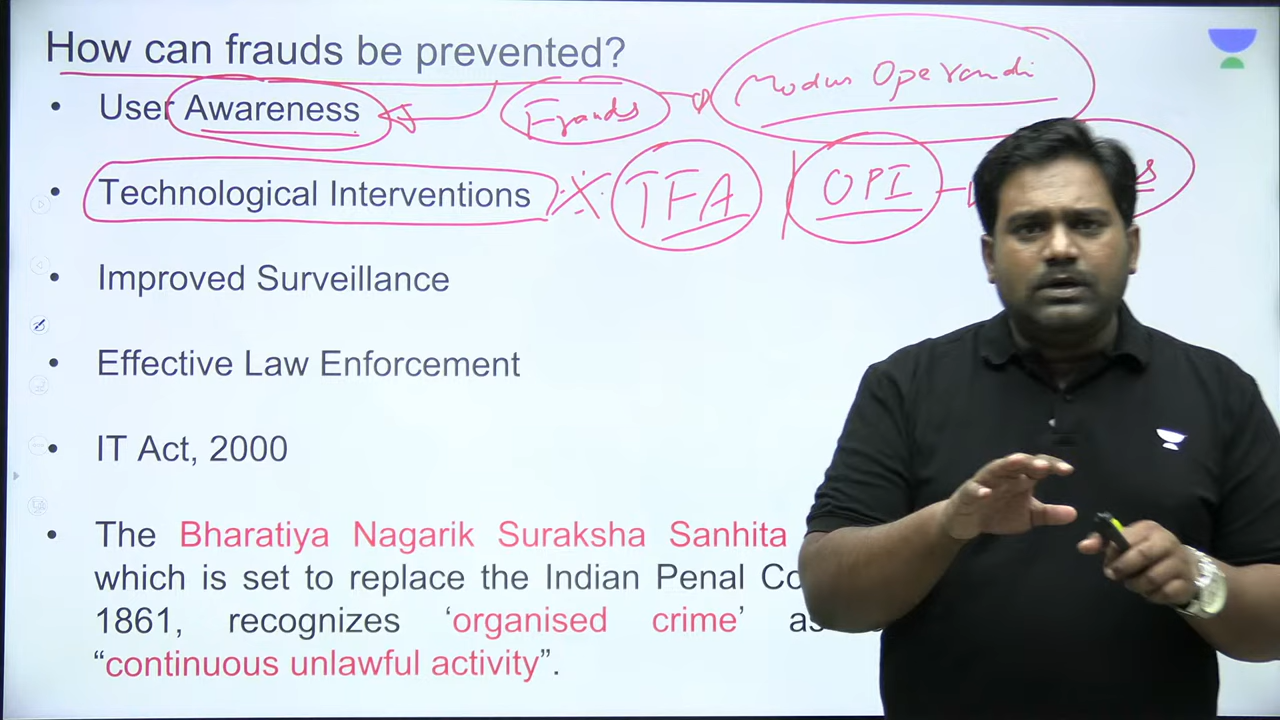 How can frauds be prevented?
• User Awareness Frauds Modus Operandi
• Technological Interventions TFA OPI
• Improved Surveillance
• Effective Law Enforcement
• IT Act, 2000
• The Bharatiya Nagarik Suraksha Sanhita
which is set to replace the Indian Penal Co
1861, recognizes ‘organised crime’ as
“continuous unlawful activity”.